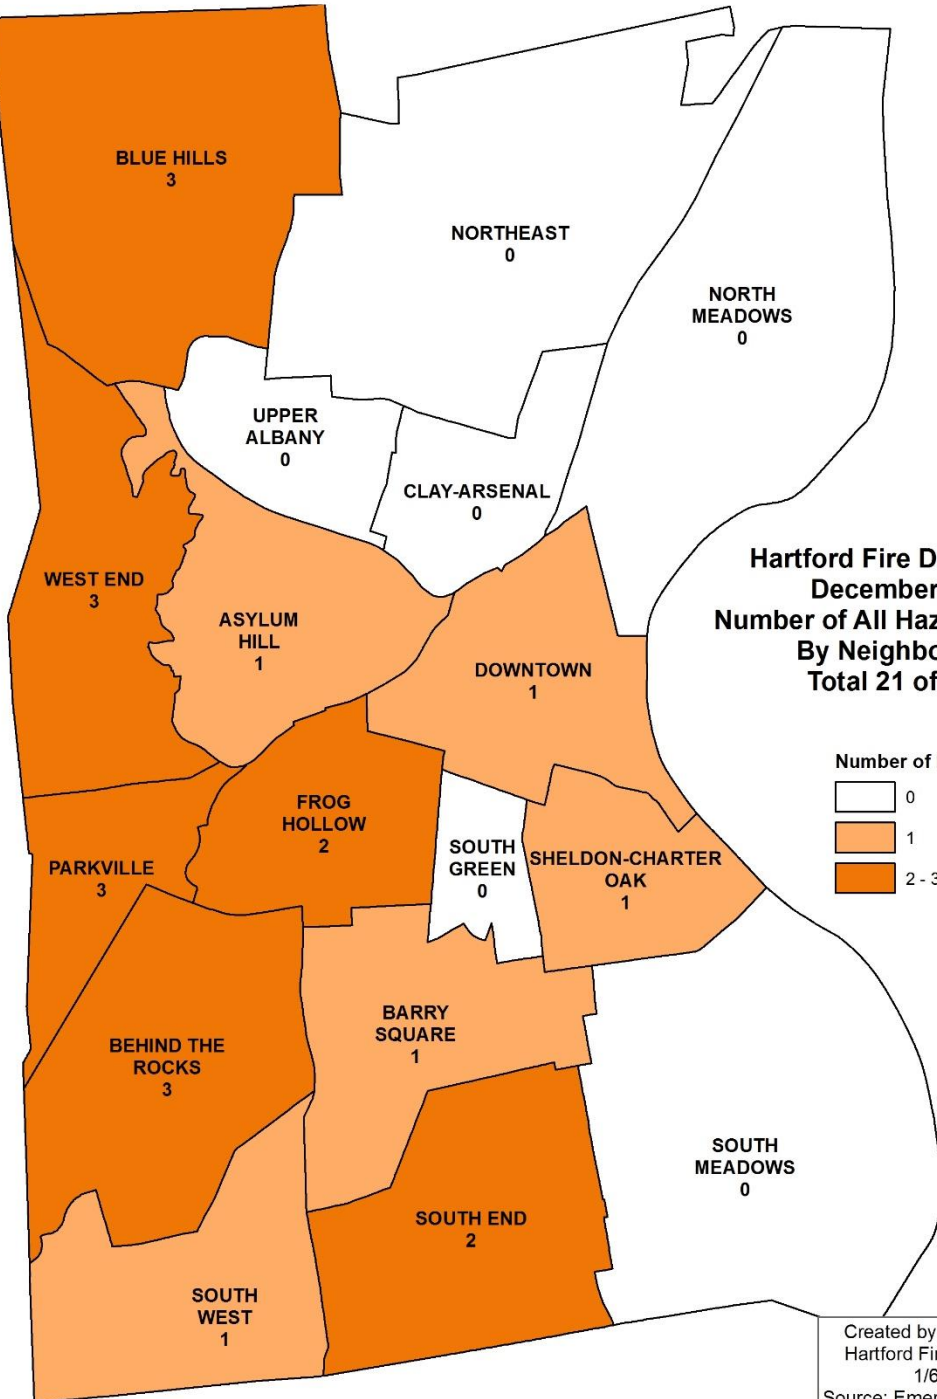 BLUE HILLS
3
NORTHEAST
0
NORTH
MEADOWS
0
UPPER
ALBANY
0
CLAY-ARSENAL
0
WEST END
3
ASYLUM
HILL
1
DOWNTOWN
1
Hartford Fire D
December
Number of All Haz
By Neighbo
Total 21 of
Number of
0
1
2 - 3
FROG
HOLLOW
2
SOUTH
GREEN
0
SHELDON-CHARTER
OAK
1
PARKVILLE
3
BARRY
SQUARE
1
BEHIND THE
ROCKS
3
SOUTH
MEADOWS
0
SOUTH END
2
SOUTH
WEST
1
Created by
Hartford Fir
1/6
Source: Emer